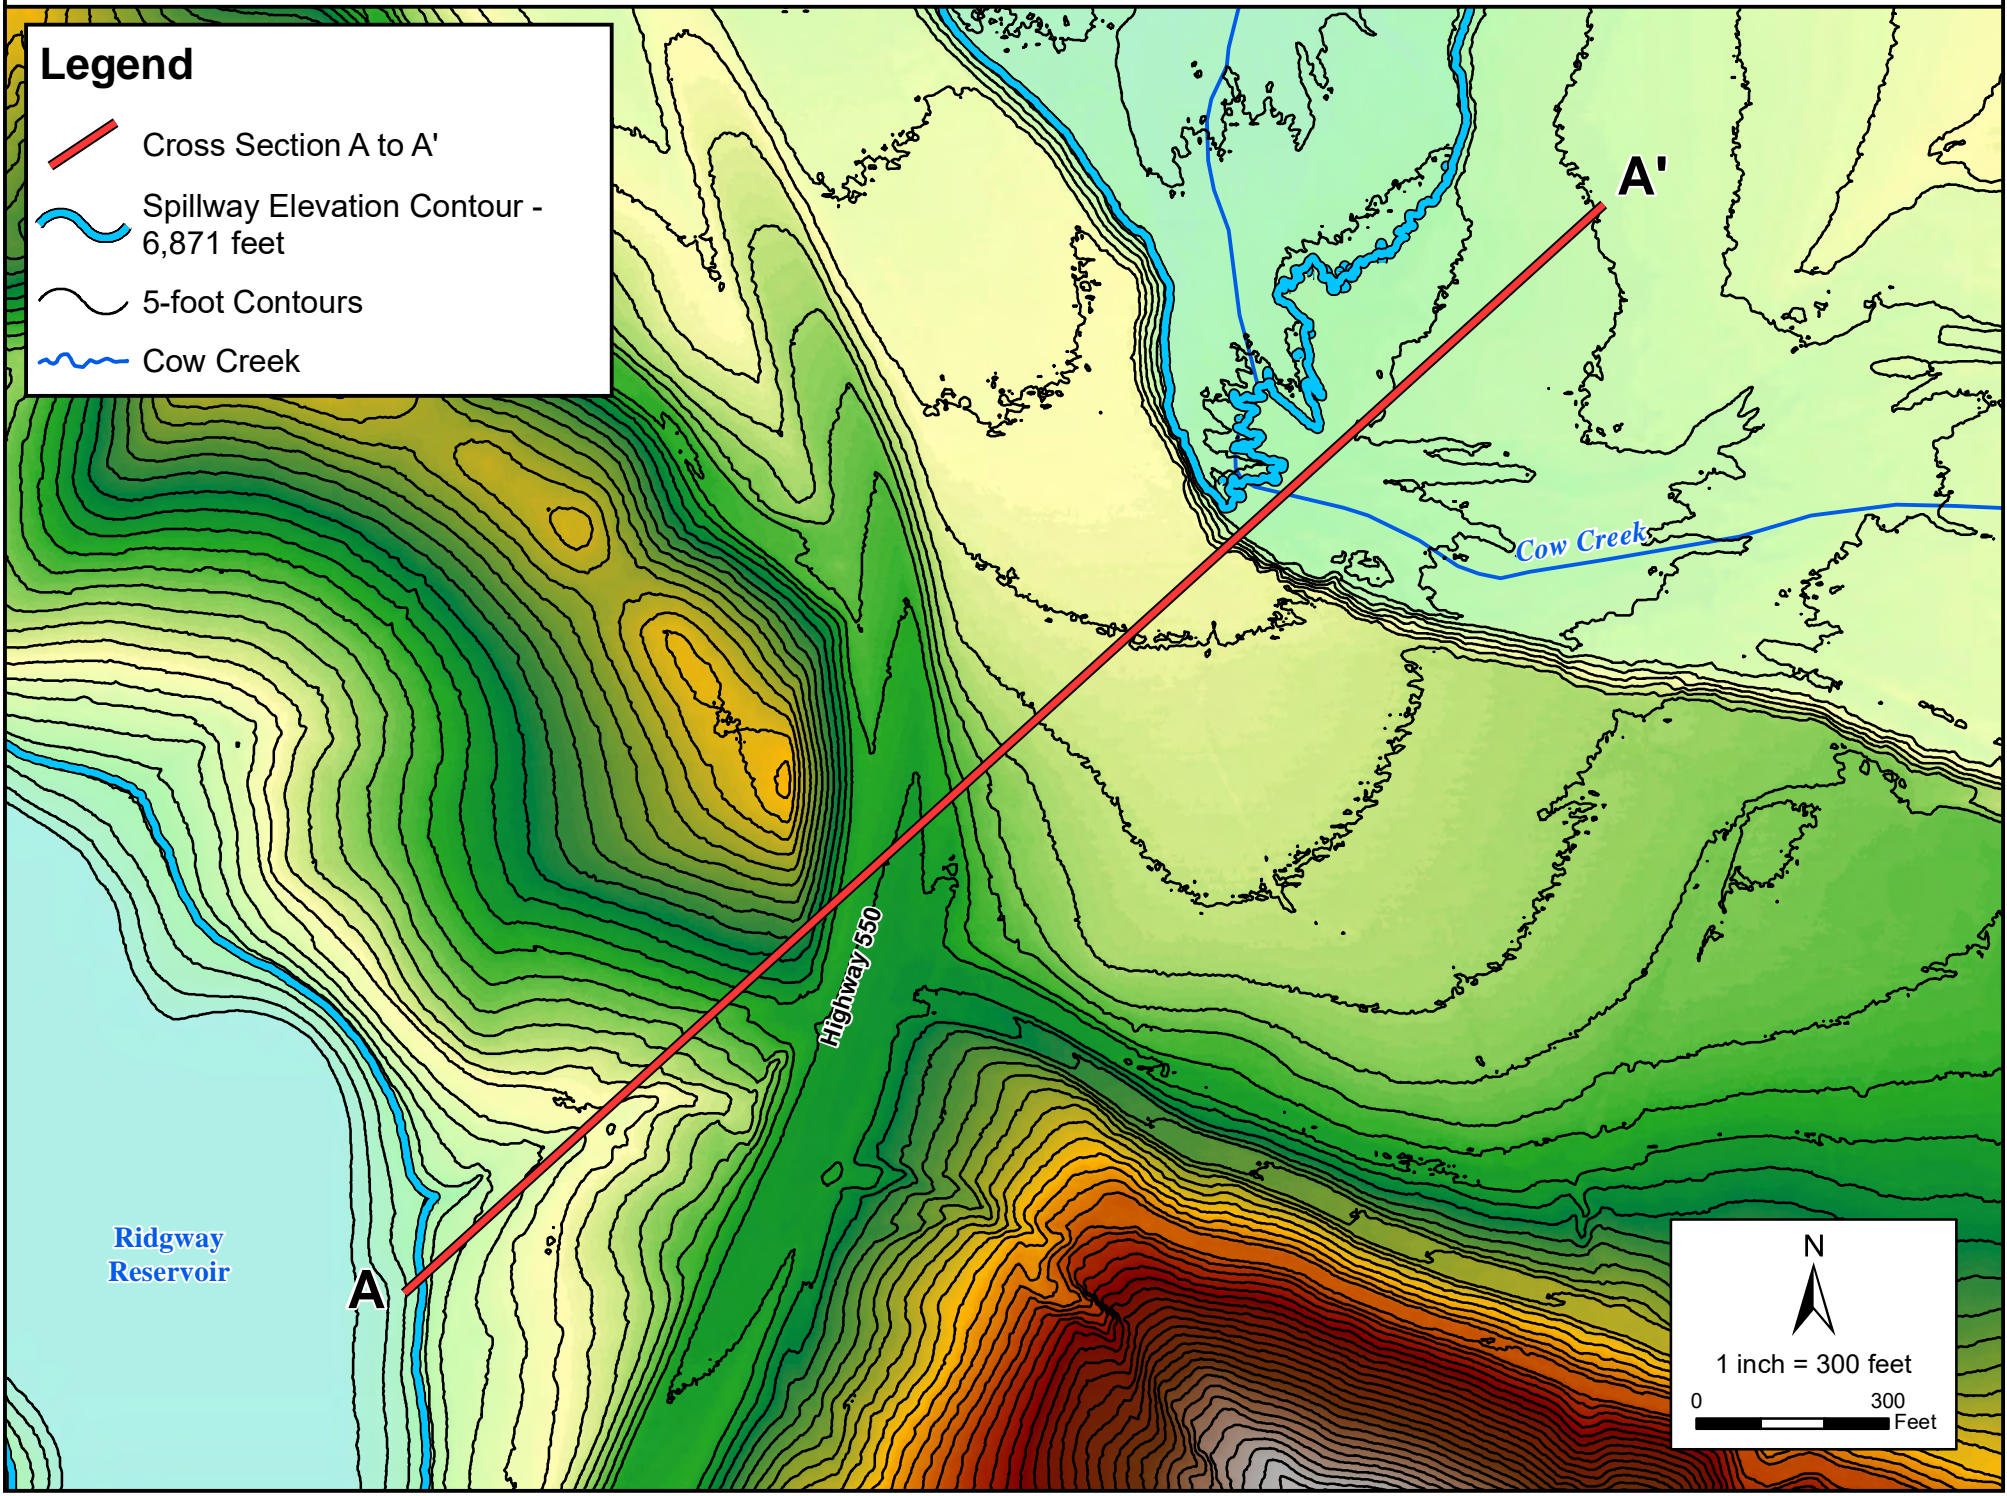 Legend
Cross Section A to A'
Spillway Elevation Contour -
6,871 feet
5-foot Contours
Cow Creek
A'
Cow Creek
Highway 550
Ridgway
Reservoir
A
N
1 inch = 300 feet
0 300
Feet